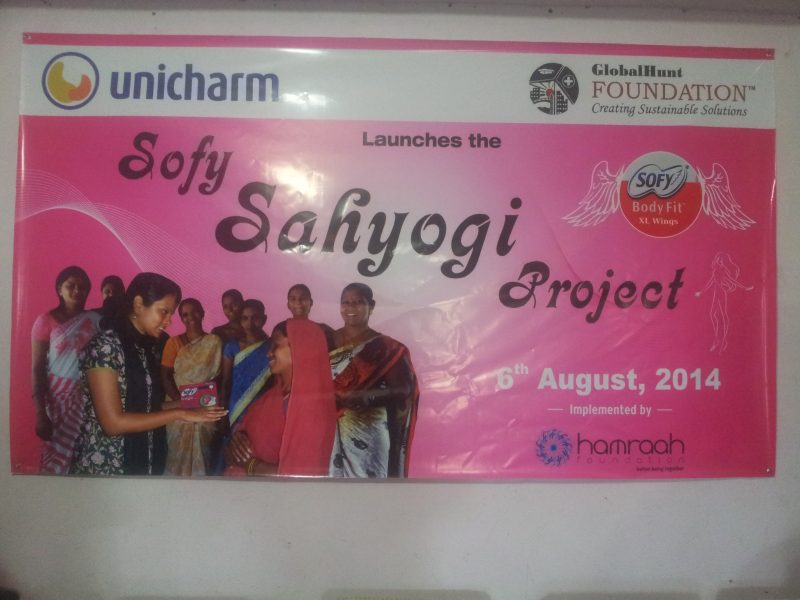 unicharm
GlobalHunt
FOUNDATION™
Creating Sustainable Solutions
Launches the
Sofy
Sahyogi
Project
SOFY
Body Fit
XL Wings
SOFY
6th August, 2014
Implemented by
hamraah
foundation